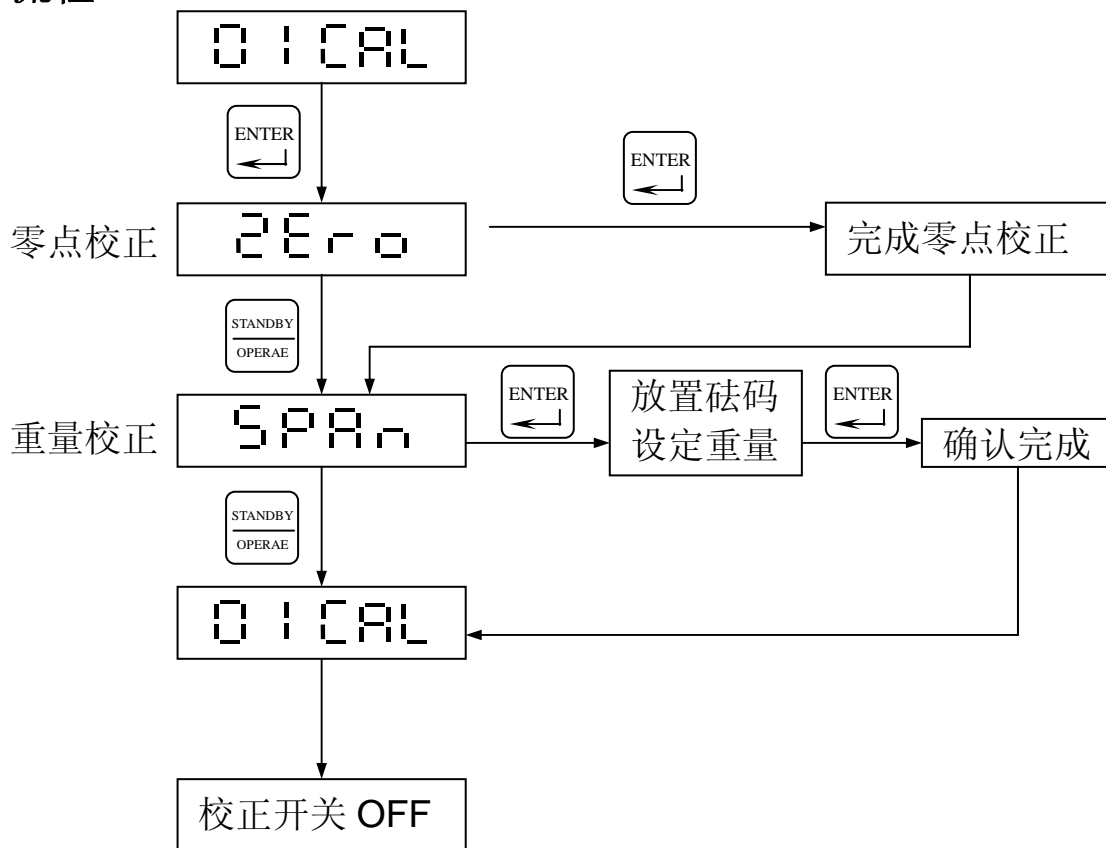 01CAL
ENTER
ENTER
零点校正
2Ero
完成零点校正
STANDBY
OPERAE
重量校正
SPAn
ENTER
放置砝码
设定重量
ENTER
确认完成
STANDBY
OPERAE
01CAL
校正开关 OFF